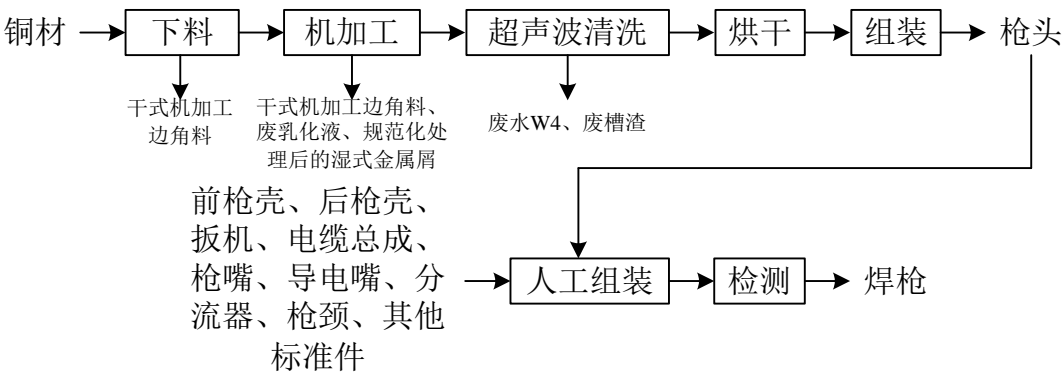 铜材
下料
机加工
超声波清洗
烘干
组装
枪头
干式机加工
边角料
干式机加工边角料、
废乳化液、规范化处
理后的湿式金属屑
废水W4、废槽渣
前枪壳、后枪壳、
扳机、电缆总成、
枪嘴、导电嘴、分
流器、枪颈、其他
标准件
人工组装
检测
焊枪